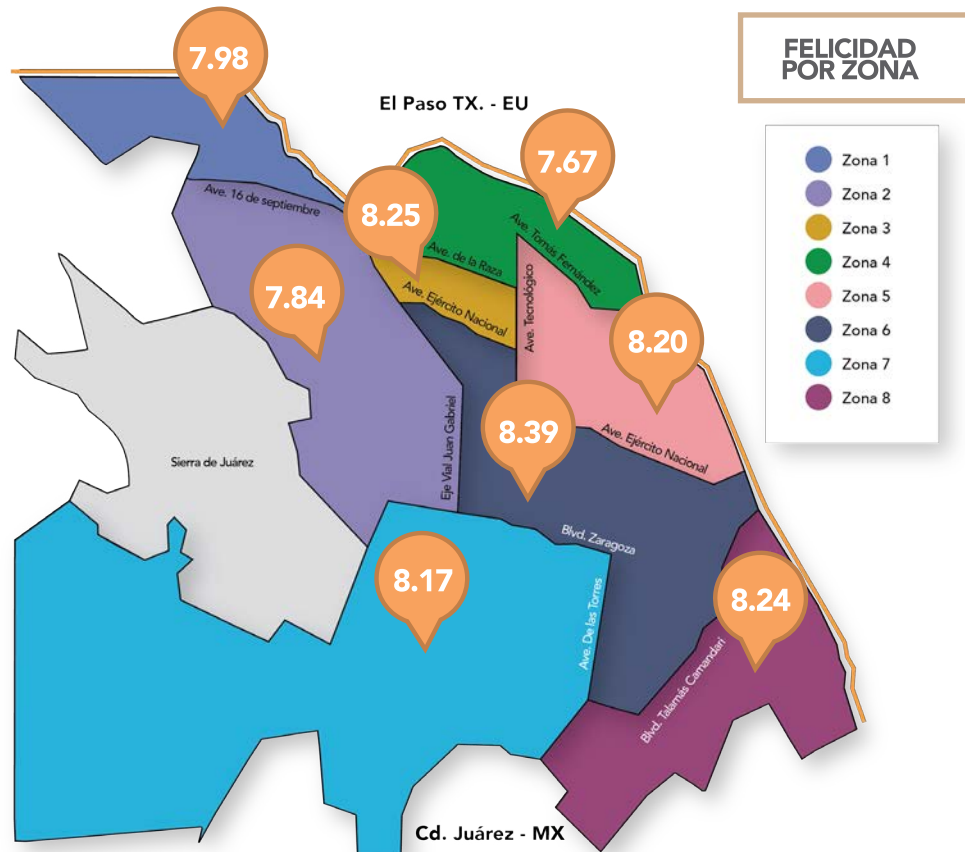 7.98
FELICIDAD
POR ZONA
El Paso TX. - EU
7.67
Zona 1
Zona 2
Zona 3
Zona 4
Zona 5
Zona 6
Zona 7
Zona 8
Ave. 16 de septiembre
8.25
Ave. de la Raza
Ave. Tomás Fernández
7.84
Ave. Ejército Nacional
Ave. Tecnológico
8.20
8.39
Eje Vial Juan Gabriel
Ave. Ejército Nacional
Sierra de Juárez
Blvd. Zaragoza
8.17
Ave. De las Torres
8.24
Blvd. Talamás Camandari
Cd. Juárez - MX